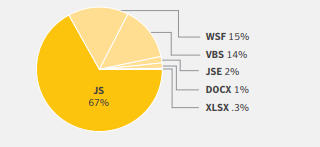 WSF 15%
VBS 14%
JSE 2%
DOCX 1%
XLSX .3%
JS
67%